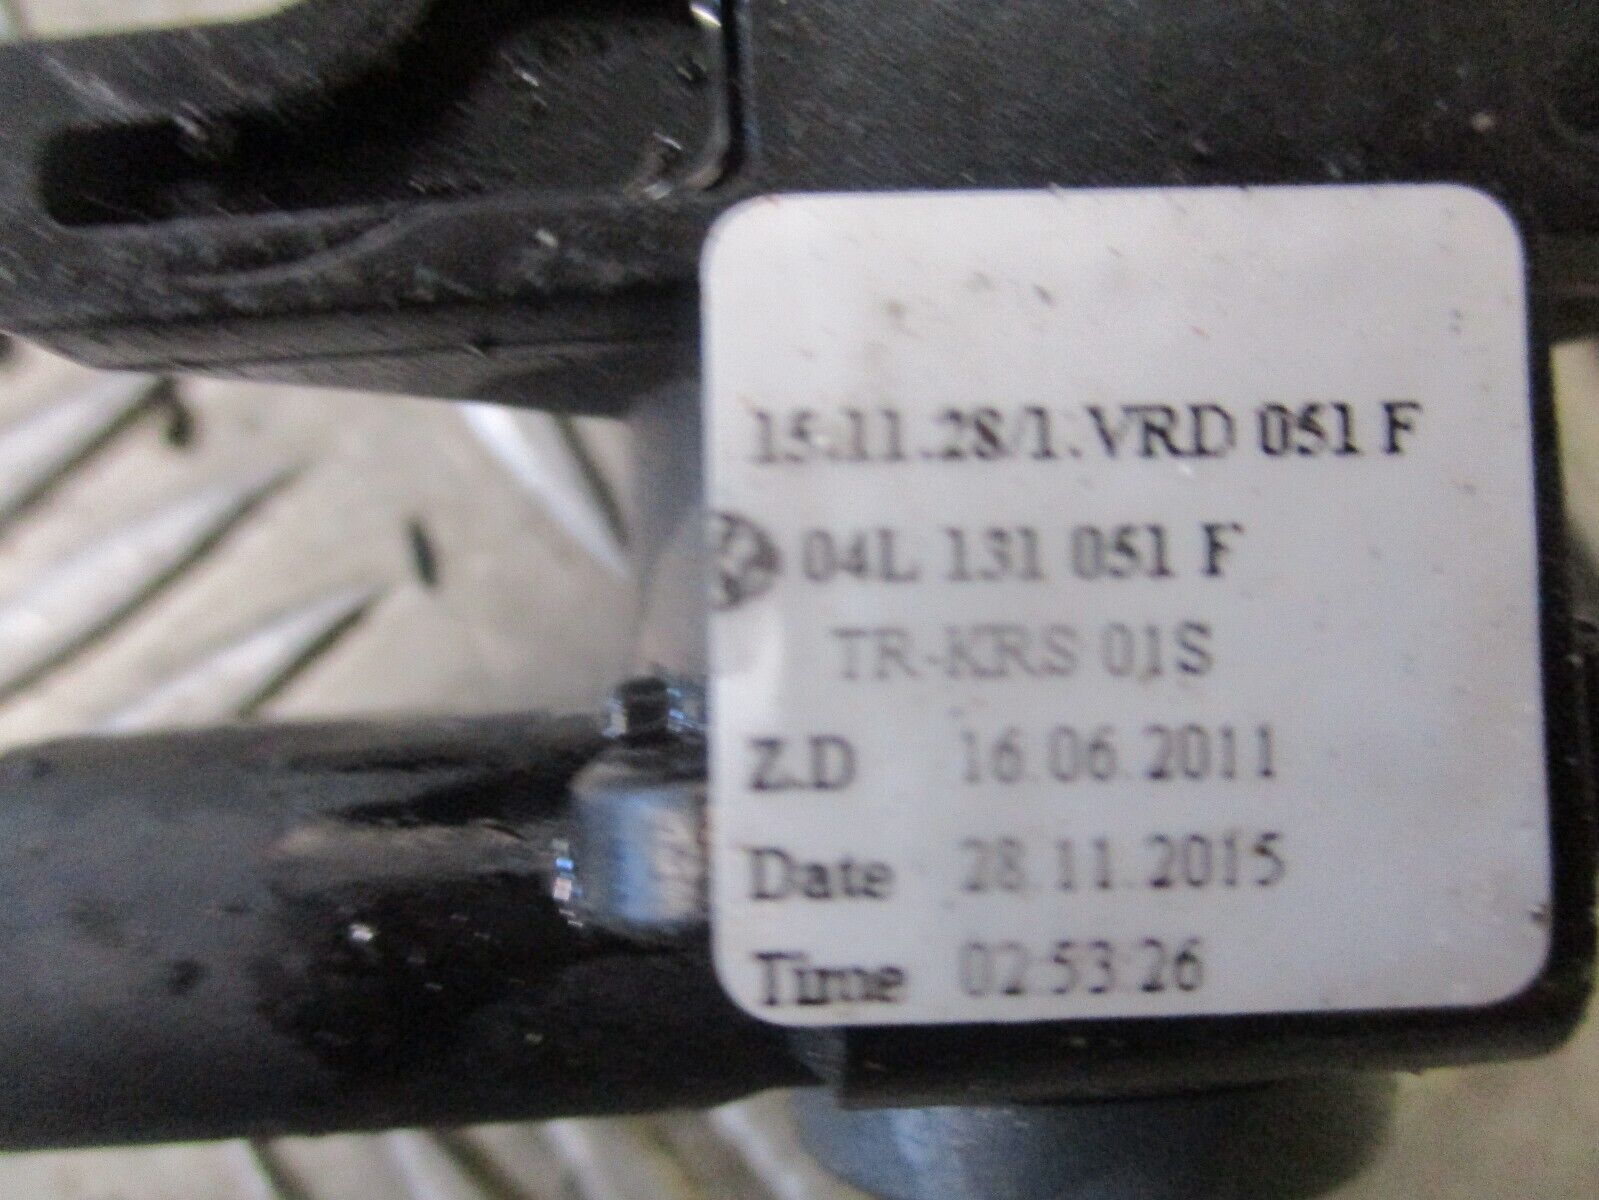 15.11.28/1.VRD 051 F
04L 131 051 F
TR-KRS 01S
Z.D 16.06.2011
Date 28.11.2015
Time 02:53:26